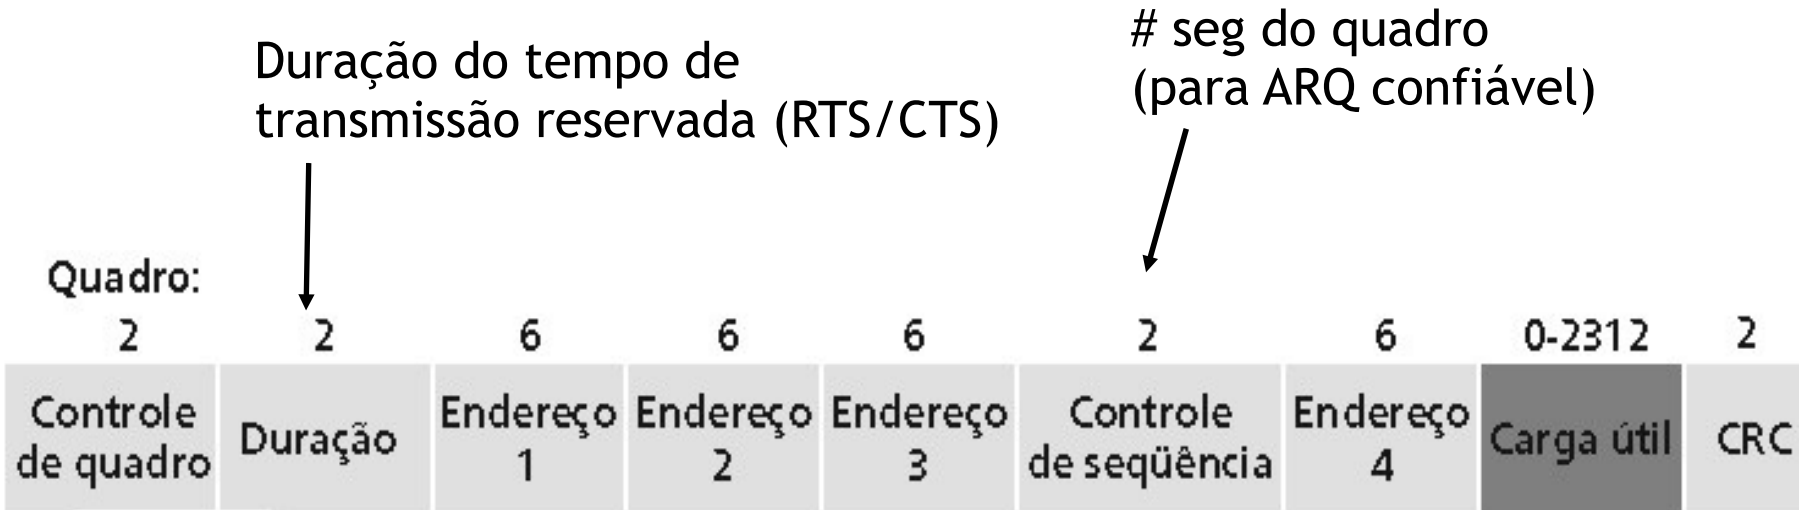 Duração do tempo de
transmissão reservada (RTS/CTS)
# seg do quadro
(para ARQ confiável)
Quadro:
2 2 6 6 6 2 6 0-2312 2
Controle
de quadro
Duração
Endereço
1
Endereço
2
Endereço
3
Controle
de seqüência
Endereço
4
Carga útil
CRC